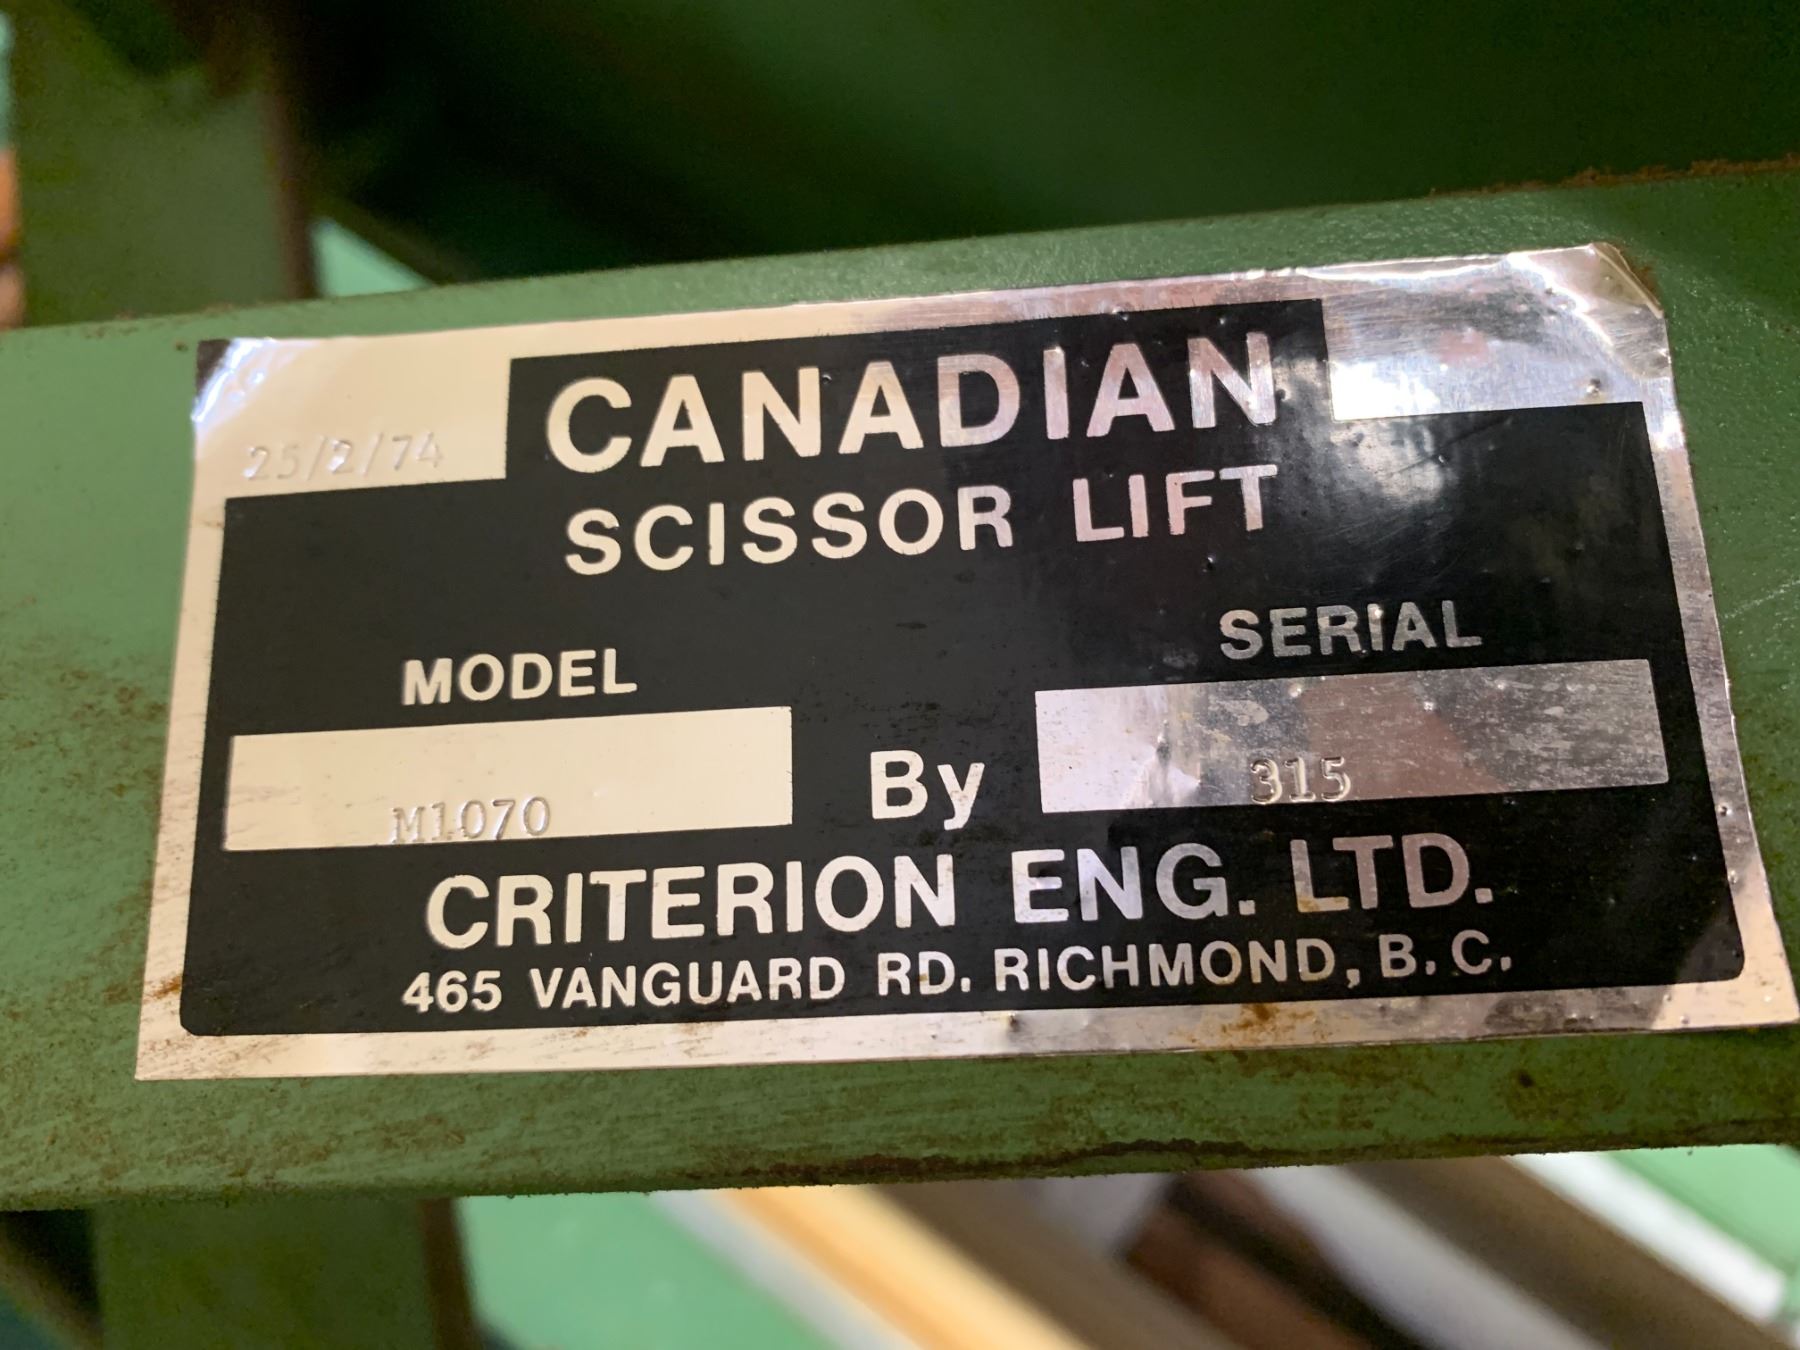 25/2/74
CANADIAN
SCISSOR LIFT
MODEL
SERIAL
M1070
By
315
CRITERION ENG. LTD.
465 VANGUARD RD. RICHMOND, B. C.